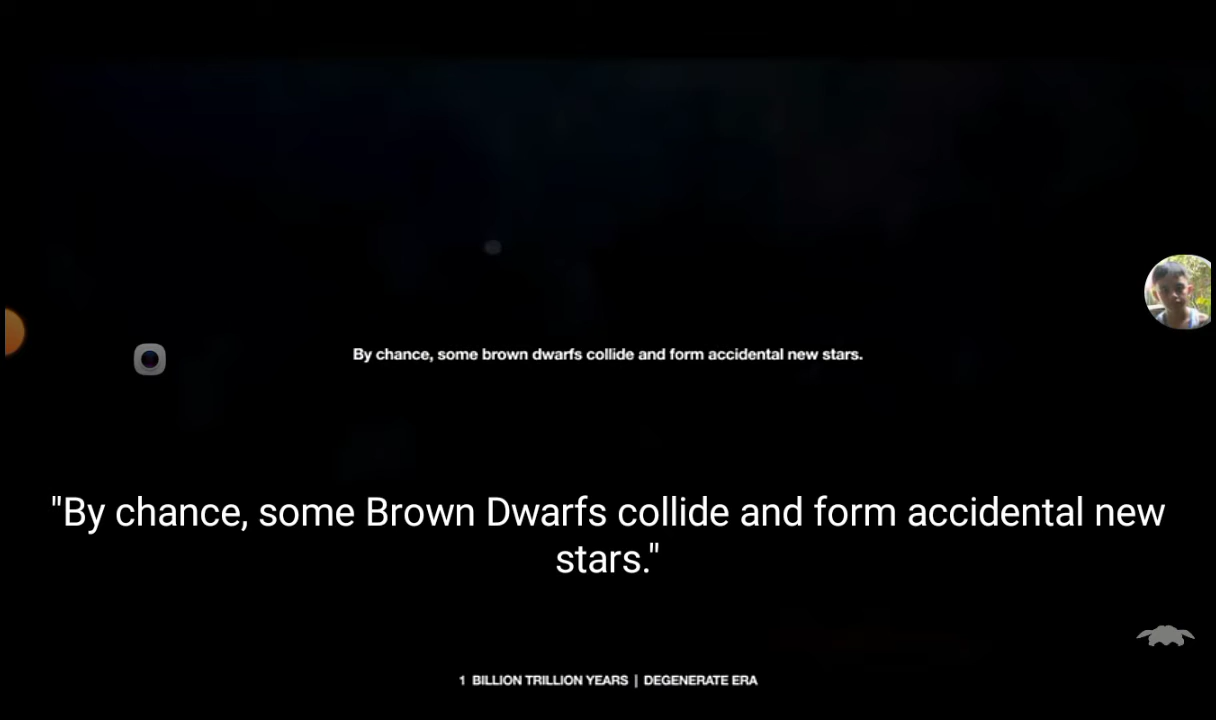 By chance, some brown dwarfs collide and form accidental new stars.
"By chance, some Brown Dwarfs collide and form accidental new
stars."
1 BILLION TRILLION YEARS | DEGENERATE ERA